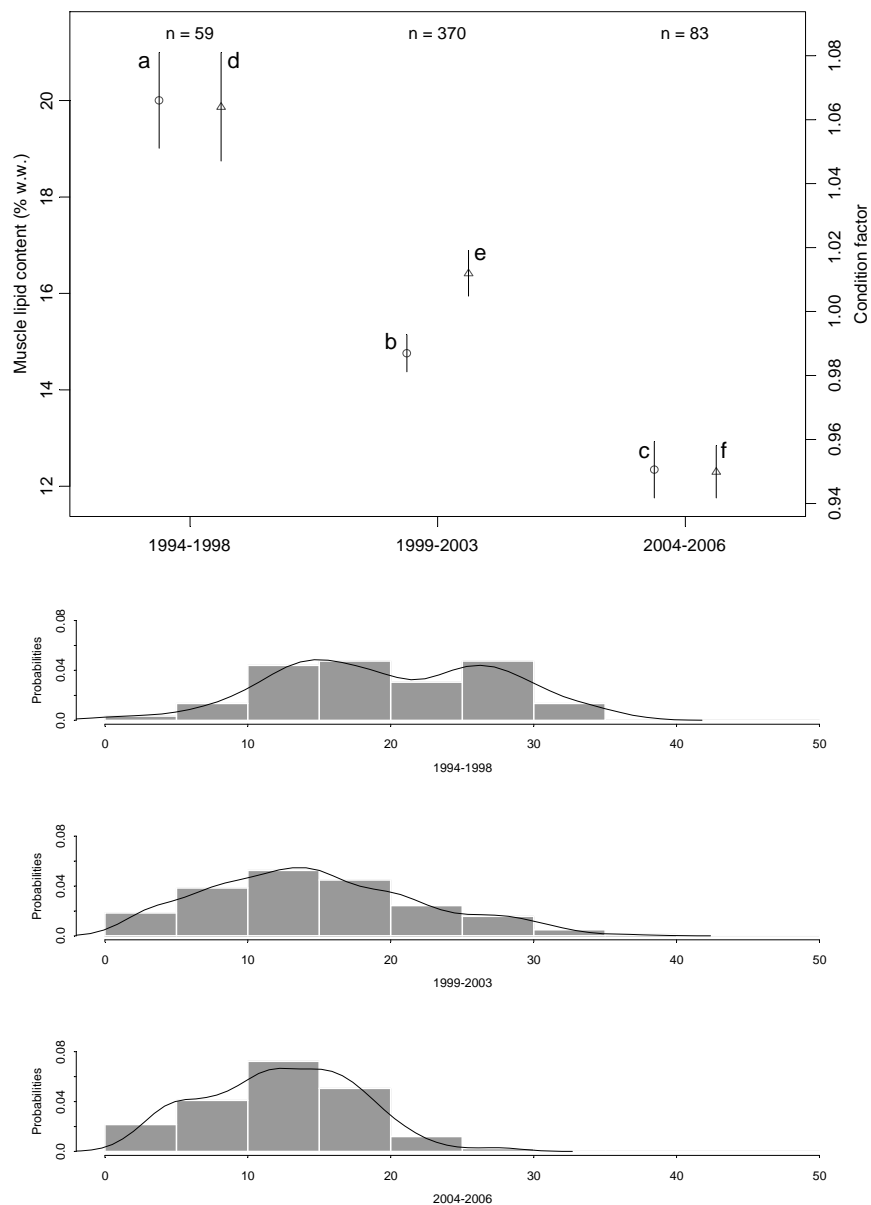 n = 59 n = 370 n = 83
a d
e
b
c f
Muscle lipid content (% w.w.)
20
18
16
14
12
Condition factor
1.08
1.06
1.04
1.02
1.00
0.98
0.96
0.94
1994-1998 1999-2003 2004-2006
Probabilities
0.08
0.04
0.0
0 10 20 30 40 50
1994-1998
Probabilities
0.08
0.04
0.0
0 10 20 30 40 50
1999-2003
Probabilities
0.08
0.04
0.0
0 10 20 30 40 50
2004-2006